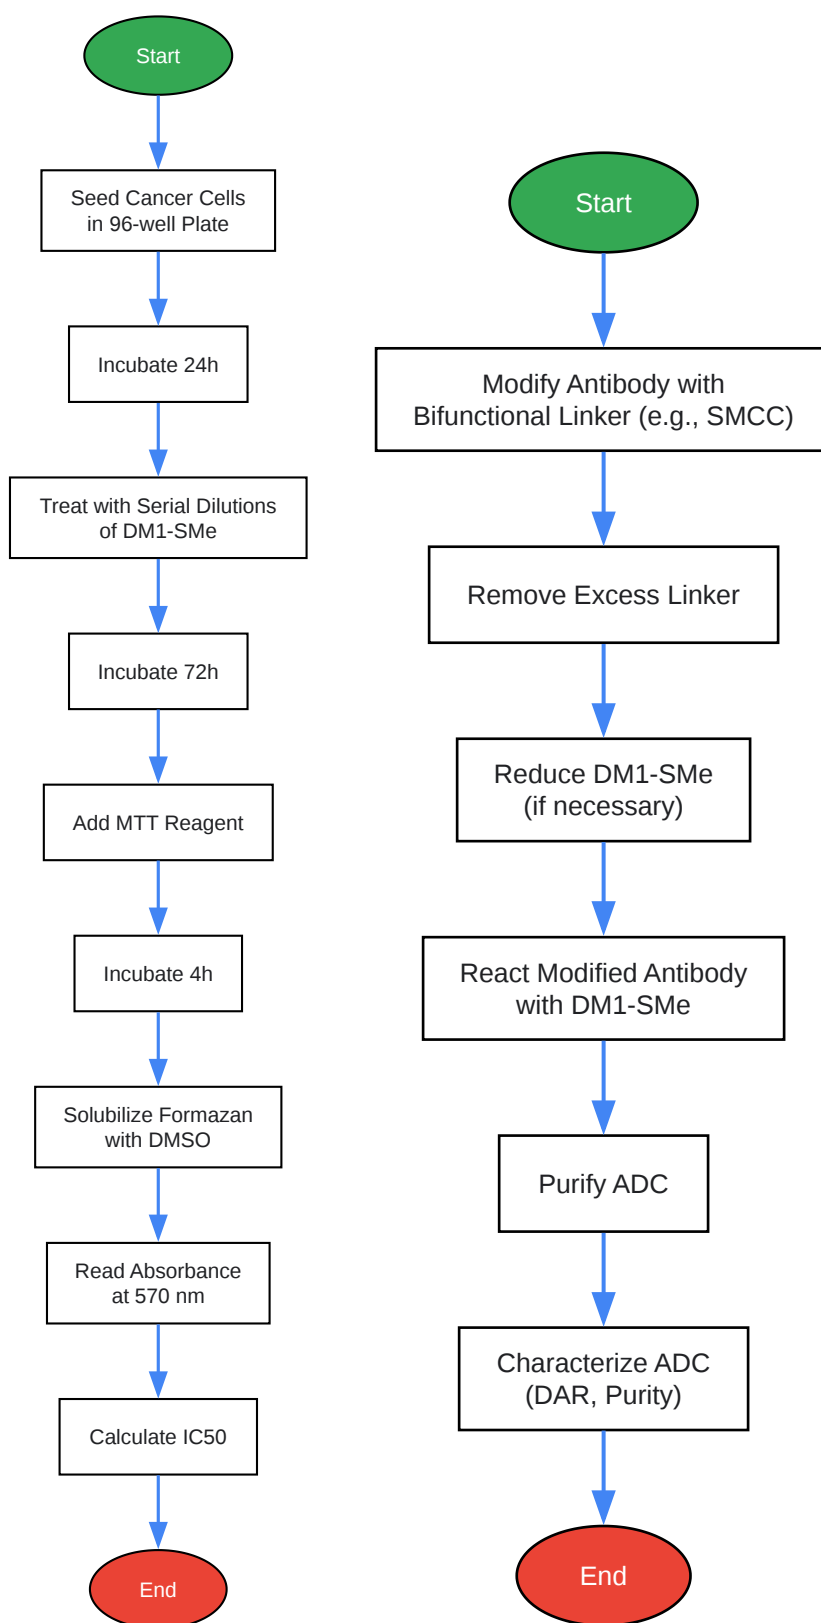 Start
Seed Cancer Cells
in 96-well Plate
Incubate 24h
Treat with Serial Dilutions
of DM1-SMe
Incubate 72h
Add MTT Reagent
Incubate 4h
Solubilize Formazan
with DMSO
Read Absorbance
at 570 nm
Calculate IC50
End
Start
Modify Antibody with
Bifunctional Linker (e.g., SMCC)
Remove Excess Linker
Reduce DM1-SMe
(if necessary)
React Modified Antibody
with DM1-SMe
Purify ADC
Characterize ADC
(DAR, Purity)
End